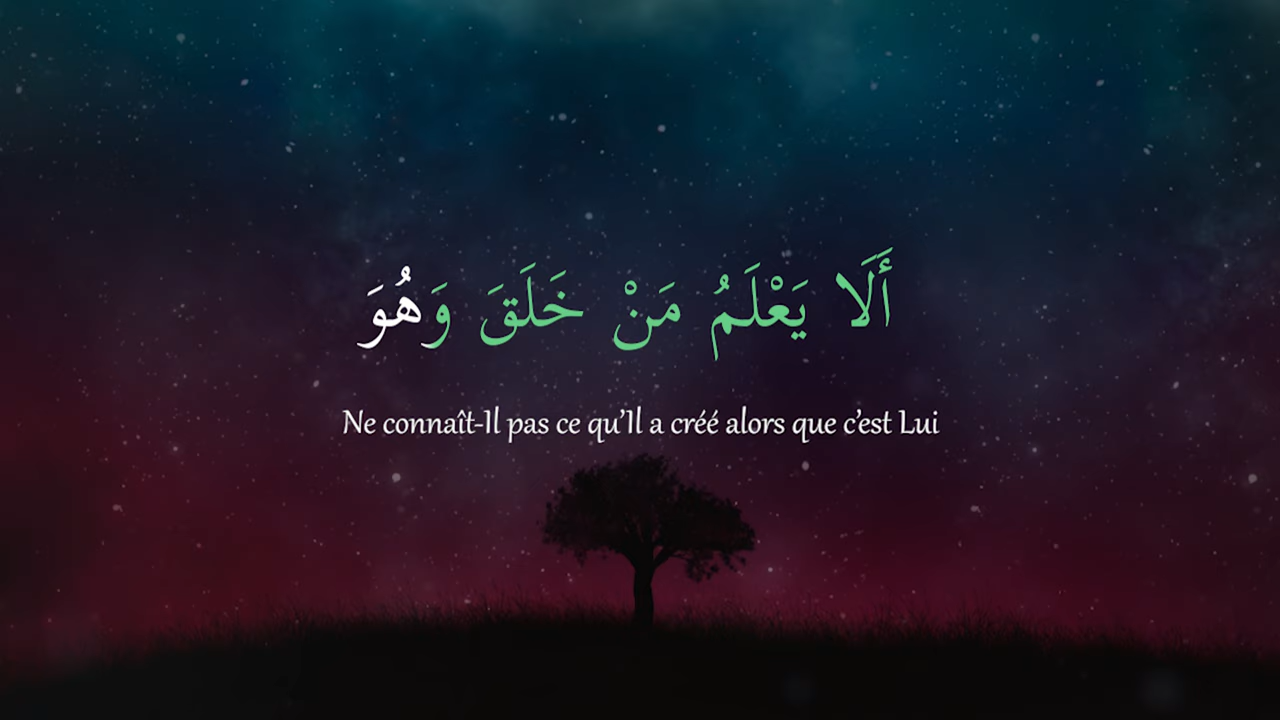 أَلَا يَعْلَمُ مَنْ خَلَقَ وَهُوَ
Ne connaît-Il pas ce qu’Il a créé alors que c’est Lui